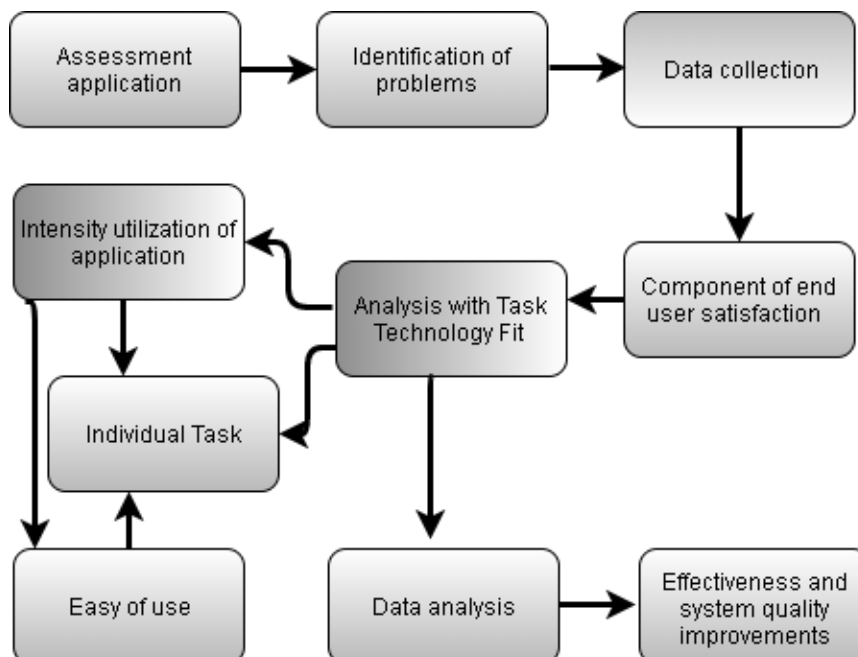 Assessment
application
Identification of
problems
Data collection
Intensity utilization of
application
Analysis with Task
Technology Fit
Component of end
user satisfaction
Individual Task
Easy of use
Data analysis
Effectiveness and
system quality
improvements